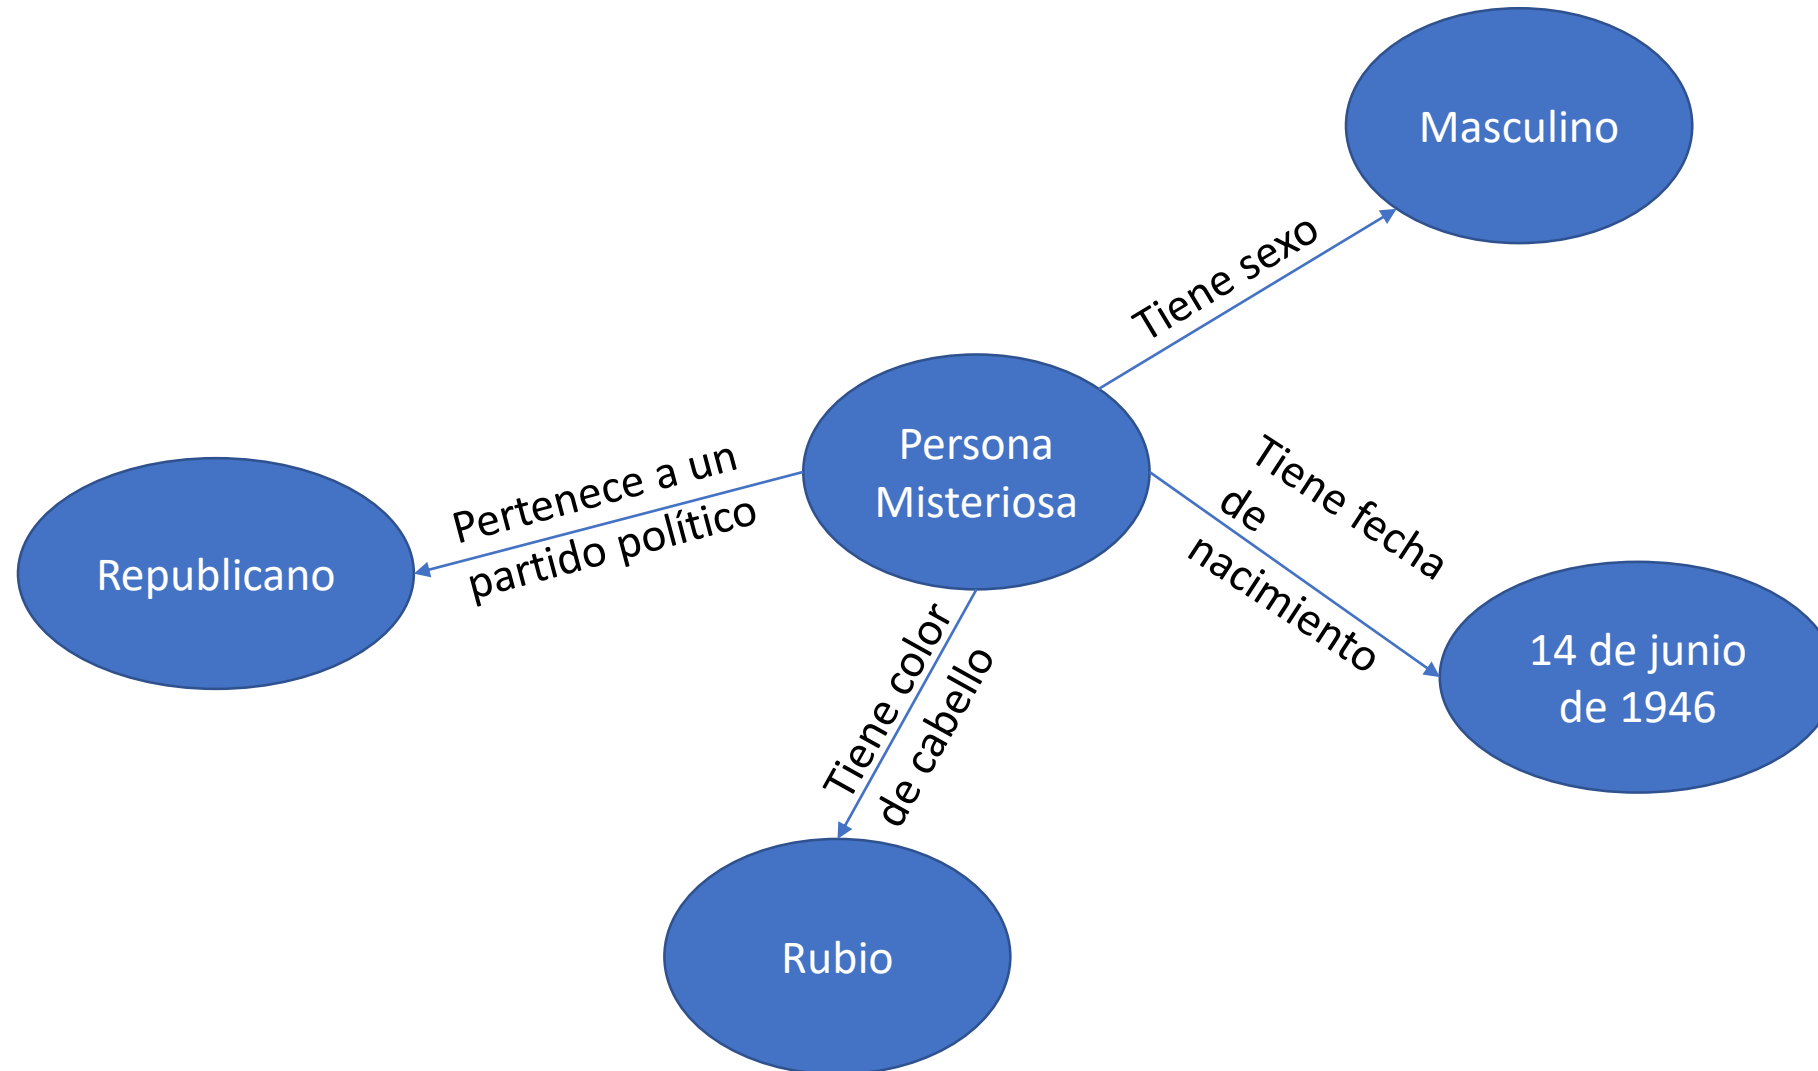 Masculino
Tiene sexo
Persona
Misteriosa
Tiene fecha
de
nacimiento
Pertenece a un
partido político
Republicano
14 de junio
de 1946
Tiene color
de cabello
Rubio